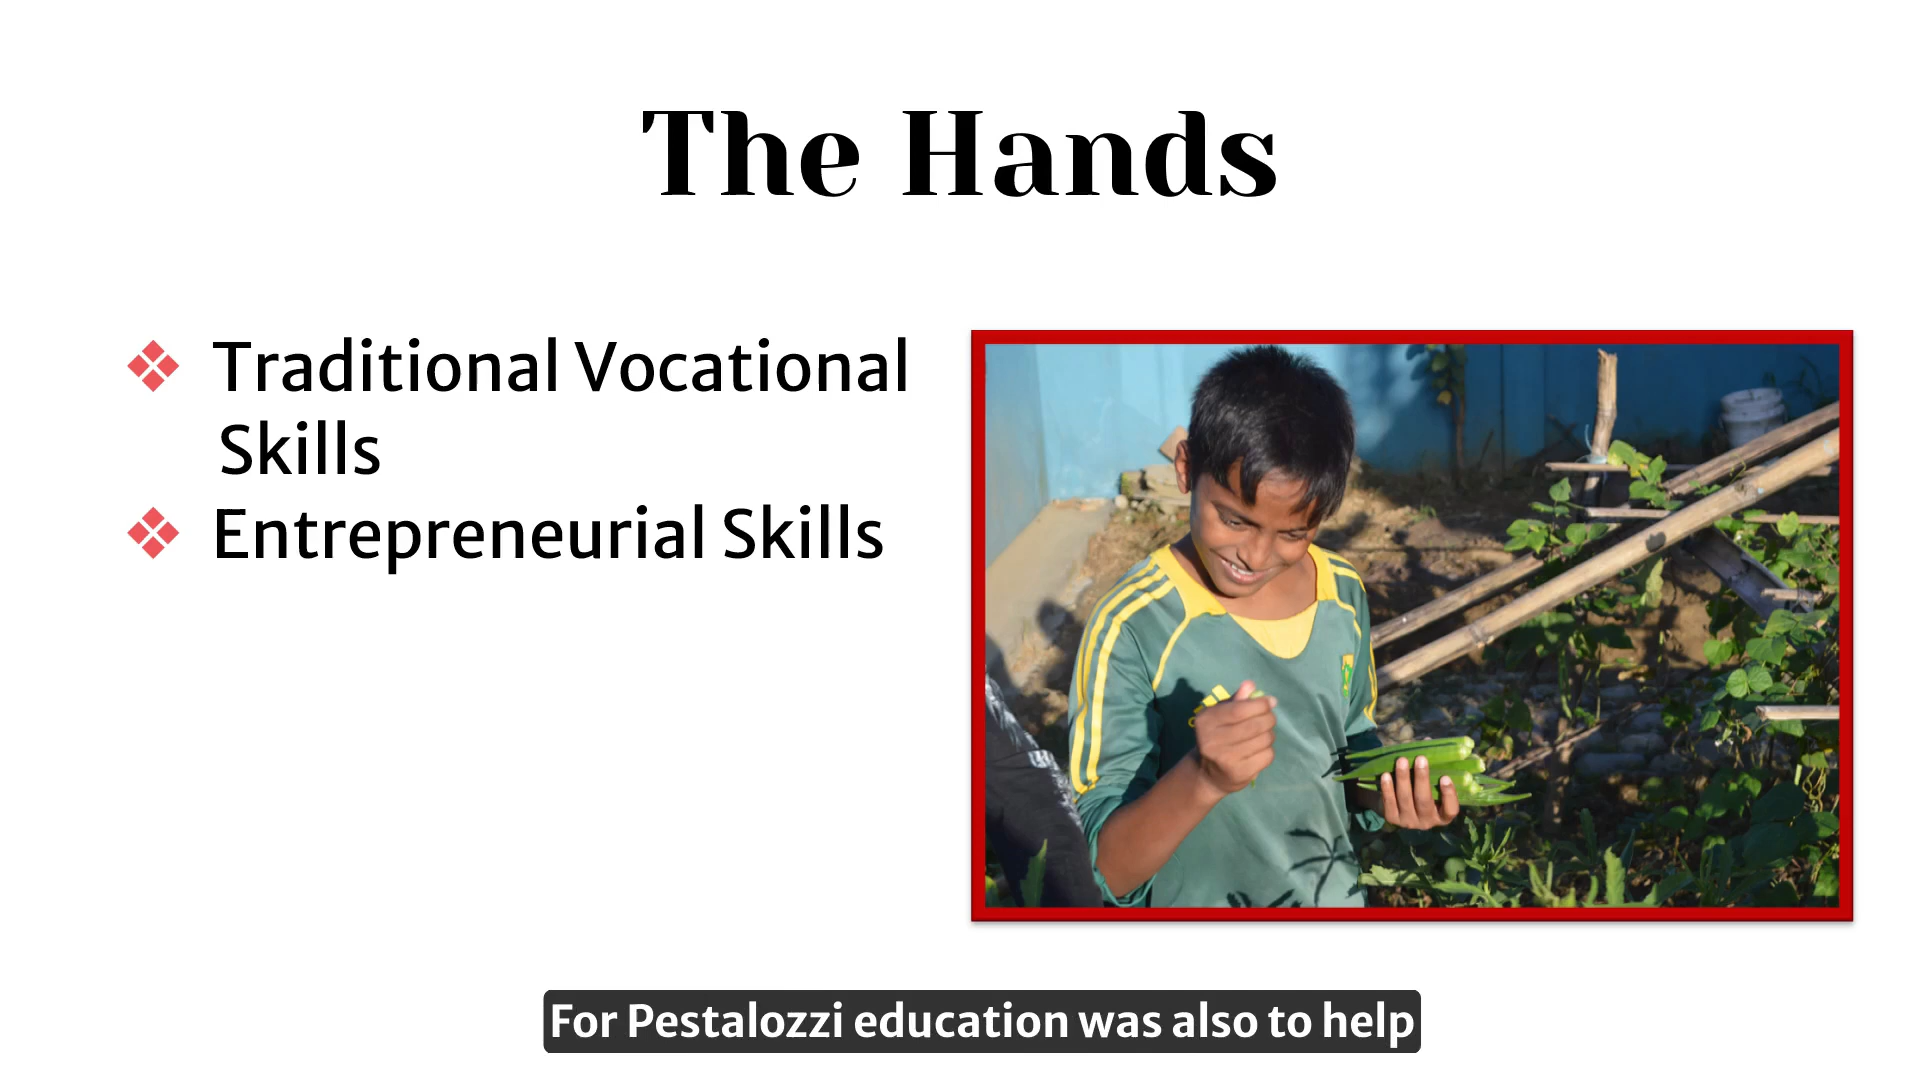 The Hands
Traditional Vocational
Skills
Entrepreneurial Skills
For Pestalozzi education was also to help